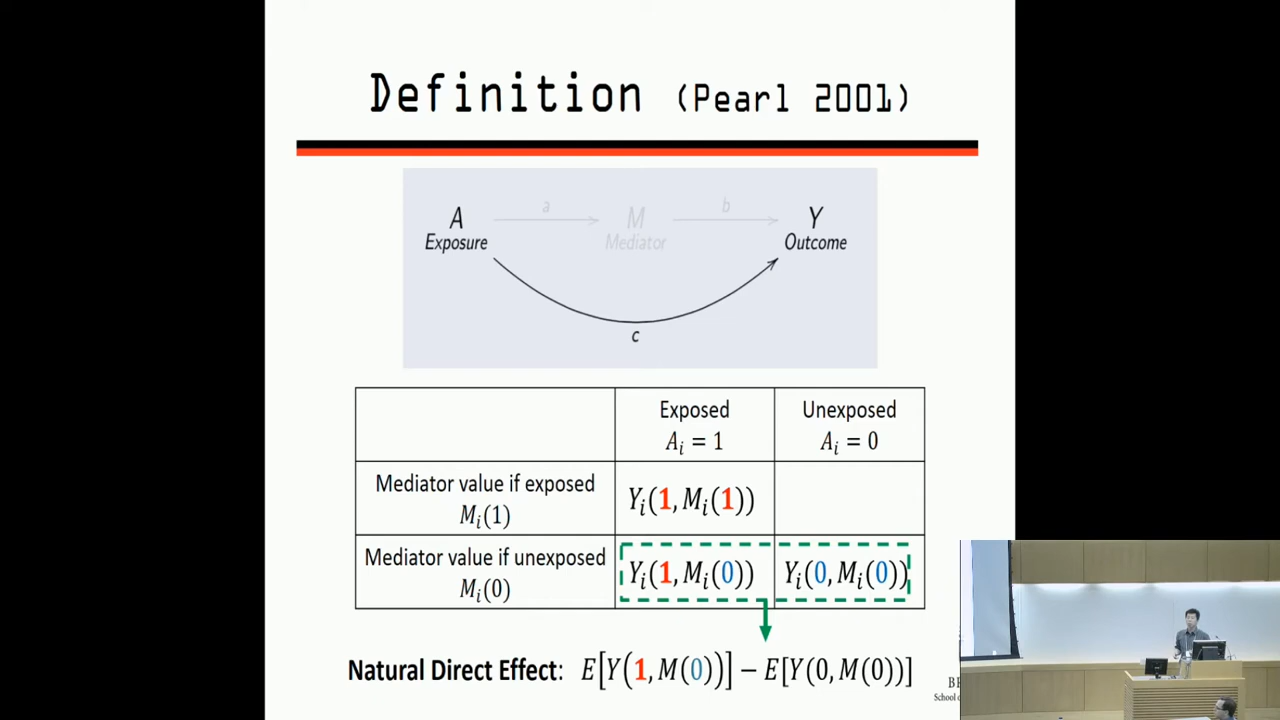 Definition (Pearl 2001)
a
b
A
M
Y
Exposure
Mediator
Outcome
c
Exposed
Unexposed
A_i = 1
A_i = 0
Mediator value if exposed
M_i(1)
Y_i(1, M_i(1))
Mediator value if unexposed
M_i(0)
Y_i(1, M_i(0))
Y_i(0, M_i(0))
Natural Direct Effect: E[Y(1, M(0))] − E[Y(0, M(0))]
School